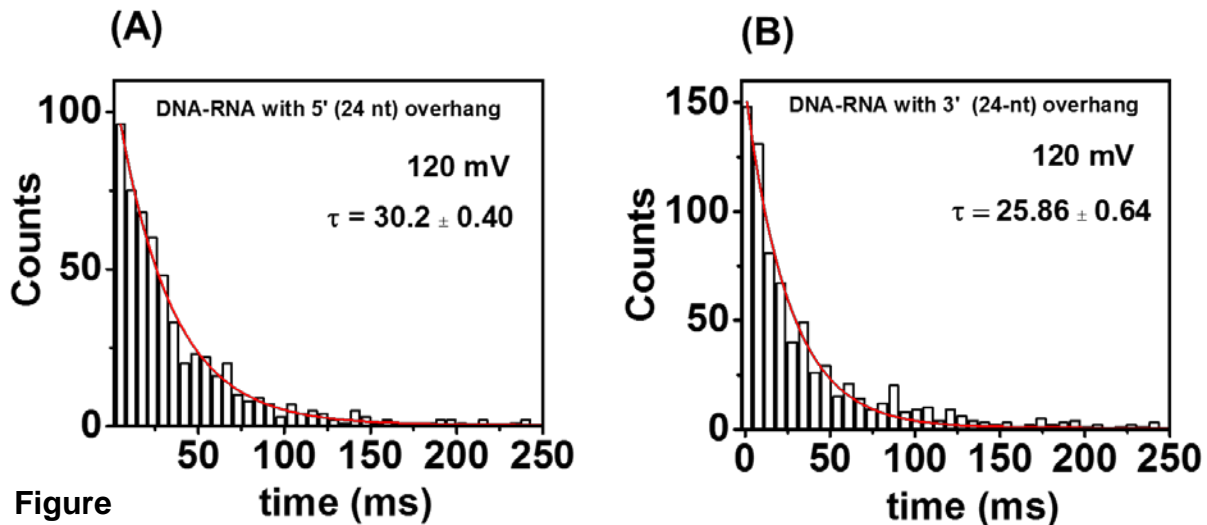 (A)
DNA-RNA with 5' (24 nt) overhang
120 mV
τ = 30.2 ± 0.40
Counts
100
50
0
50 100 150 200 250
time (ms)
(B)
DNA-RNA with 3' (24-nt) overhang
120 mV
τ = 25.86 ± 0.64
Counts
150
100
50
0
0 50 100 150 200 250
time (ms)
Figure